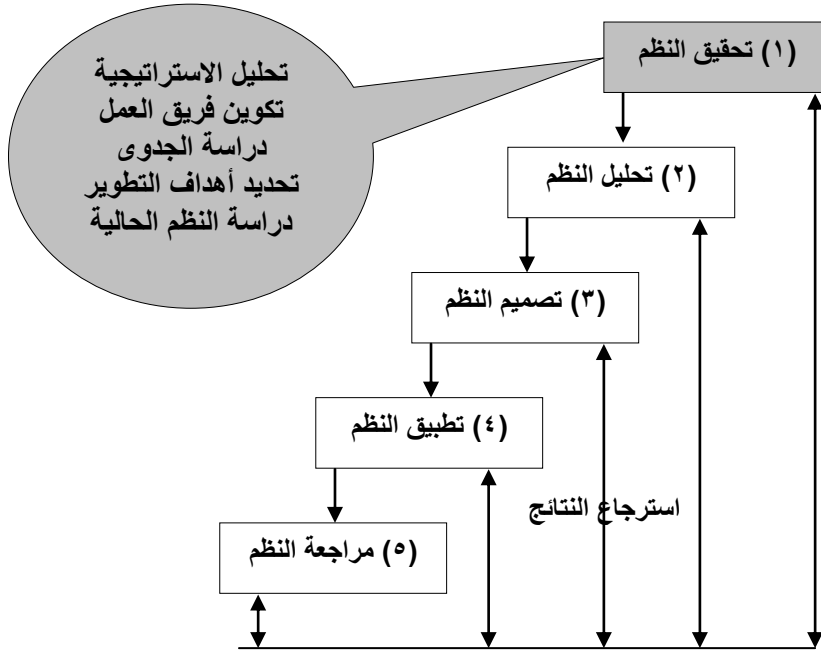 (١) تحقيق النظم
تحليل الاستراتيجية
تكوين فريق العمل
دراسة الجدوى
تحديد أهداف التطوير
دراسة النظم الحالية
(٢) تحليل النظم
(٣) تصميم النظم
(٤) تطبيق النظم
استرجاع النتائج
(٥) مراجعة النظم